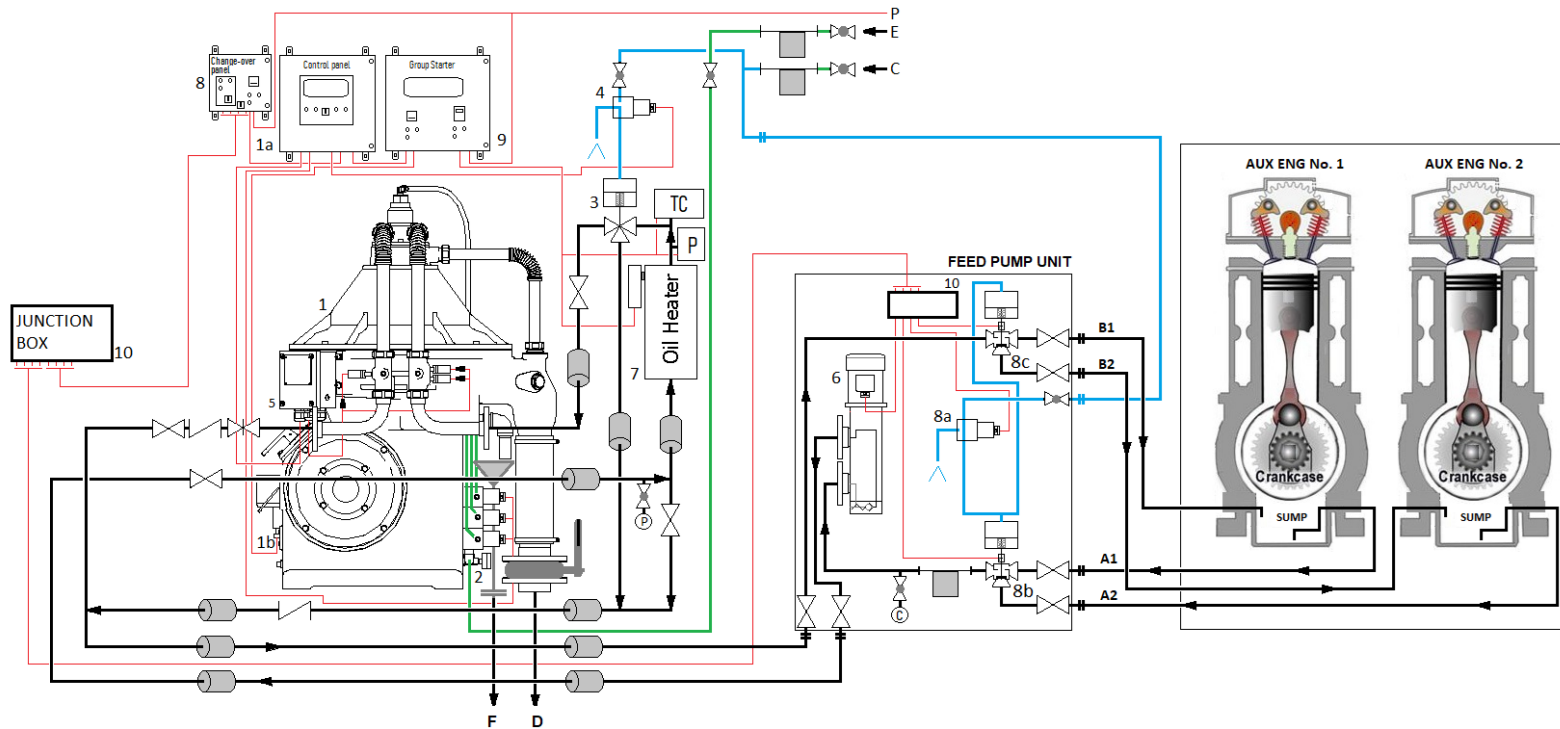 P
E
C
Change-over
panel
8
Control panel
1a
Group Starter
9
4
3
TC
P
Oil Heater
7
1
JUNCTION
BOX
10
5
1b
2
P
F
D
FEED PUMP UNIT
10
6
8a
8c
8b
C
B1
B2
A1
A2
AUX ENG No. 1
AUX ENG No. 2
Crankcase
Crankcase
SUMP
SUMP